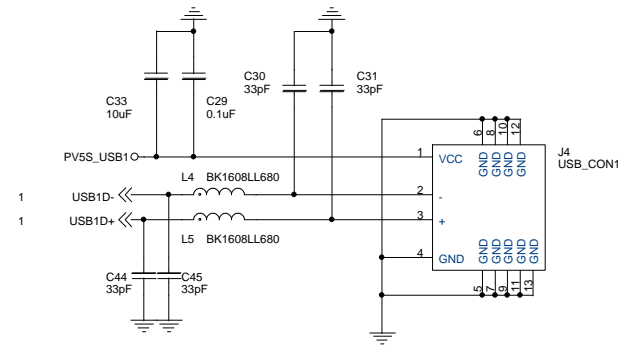 C30
33pF
C31
33pF
C33
10uF
C29
0.1uF
6
8
10
12
J4
USB_CON1
PV5S_USB1
1
VCC
GND
GND
GND
GND
L4
BK1608LL680
1
USB1D-
2
-
1
USB1D+
3
+
L5
BK1608LL680
4
GND
GND
GND
GND
GND
GND
C44
33pF
C45
33pF
5
7
9
11
13